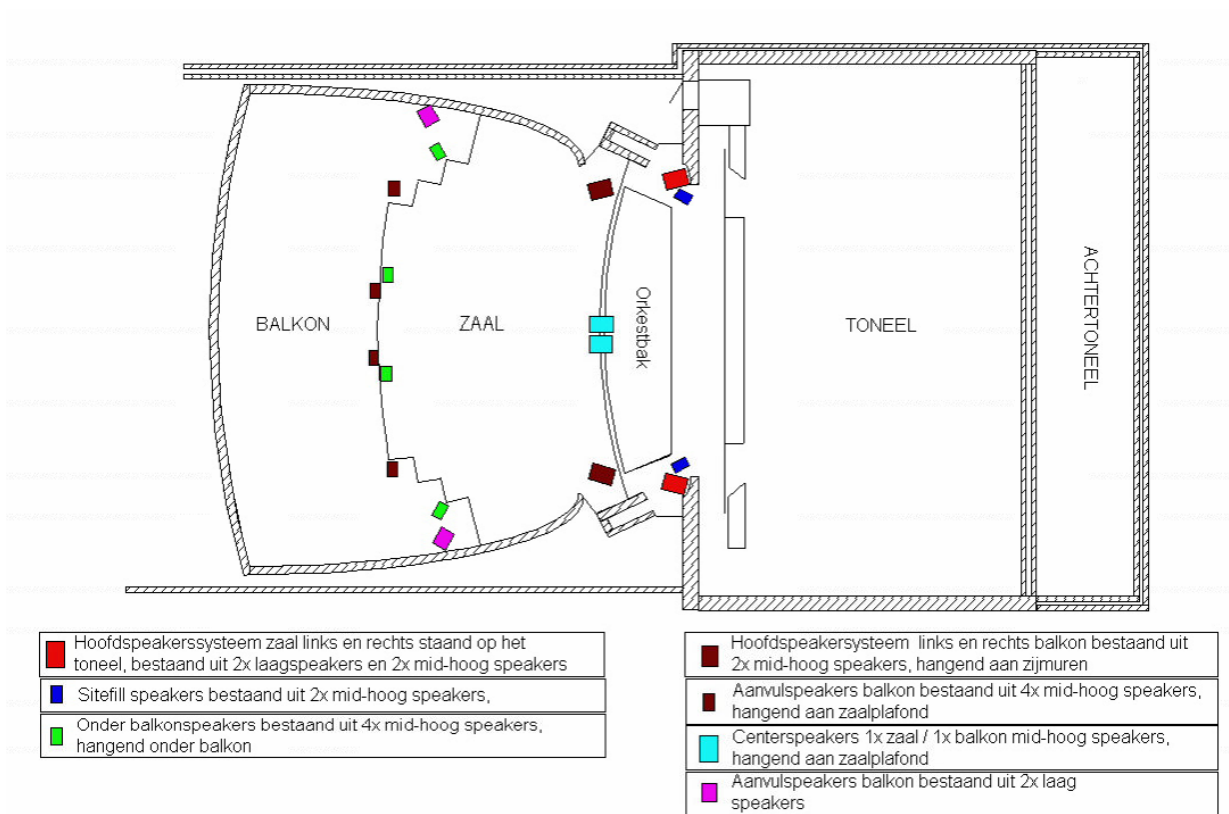 BALKON
ZAAL
Orkestbak
TONEEL
ACHTERTONEEL
Hoofdspeakerssysteem zaal links en rechts staand op het
toneel, bestaand uit 2x laagspeakers en 2x mid-hoog speakers
Sitefill speakers bestaand uit 2x mid-hoog speakers,
Onder balkonspeakers bestaand uit 4x mid-hoog speakers,
hangend onder balkon
Hoofdspeakersysteem links en rechts balkon bestaand uit
2x mid-hoog speakers, hangend aan zijmuren
Aanvulspeakers balkon bestaand uit 4x mid-hoog speakers,
hangend aan zaalplafond
Centerspeakers 1x zaal / 1x balkon mid-hoog speakers,
hangend aan zaalplafond
Aanvulspeakers balkon bestaand uit 2x laag
speakers